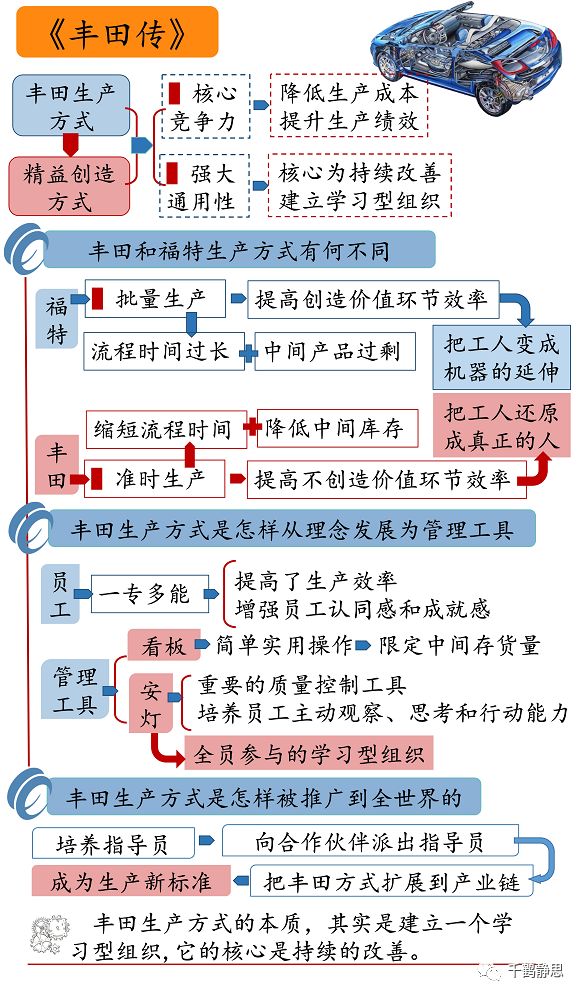 《丰田传》
丰田生产
方式
精益创造
方式
核心
竞争力
降低生产成本
提升生产绩效
强大
通用性
核心为持续改善
建立学习型组织
丰田和福特生产方式有何不同
福
特
批量生产
提高创造价值环节效率
流程时间过长
中间产品过剩
把工人变成
机器的延伸
缩短流程时间
降低中间库存
把工人还原
成真正的人
丰
田
准时生产
提高不创造价值环节效率
丰田生产方式是怎样从理念发展为管理工具
员
工
一专多能
提高了生产效率
增强员工认同感和成就感
管理
工具
看板
简单实用操作
限定中间存货量
安
灯
重要的质量控制工具
培养员工主动观察、思考和行动能力
全员参与的学习型组织
丰田生产方式是怎样被推广到全世界的
培养指导员
向合作伙伴派出指导员
成为生产新标准
把丰田方式扩展到产业链
丰田生产方式的本质，其实是建立一个学
习型组织,它的核心是持续的改善。
千鹤静思